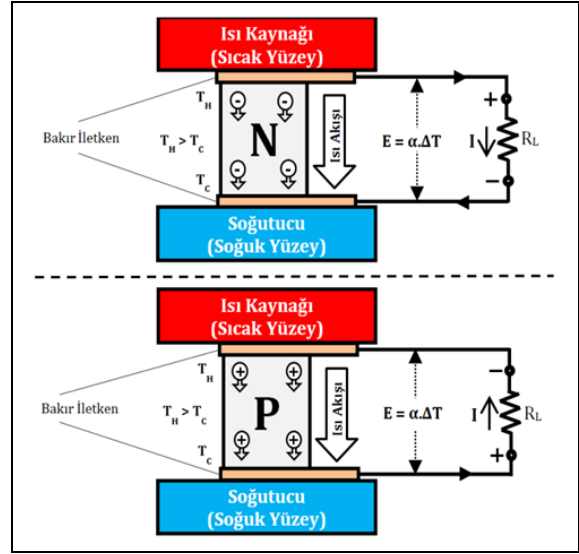 Isı Kaynağı
(Sıcak Yüzey)
T_H
Bakır İletken
T_H > T_C
T_C
N
Isı Akışı
E = α.ΔT
I
+
R_L
−
Soğutucu
(Soğuk Yüzey)
Isı Kaynağı
(Sıcak Yüzey)
T_H
Bakır İletken
T_H > T_C
T_C
P
Isı Akışı
E = α.ΔT
−
I
R_L
+
Soğutucu
(Soğuk Yüzey)